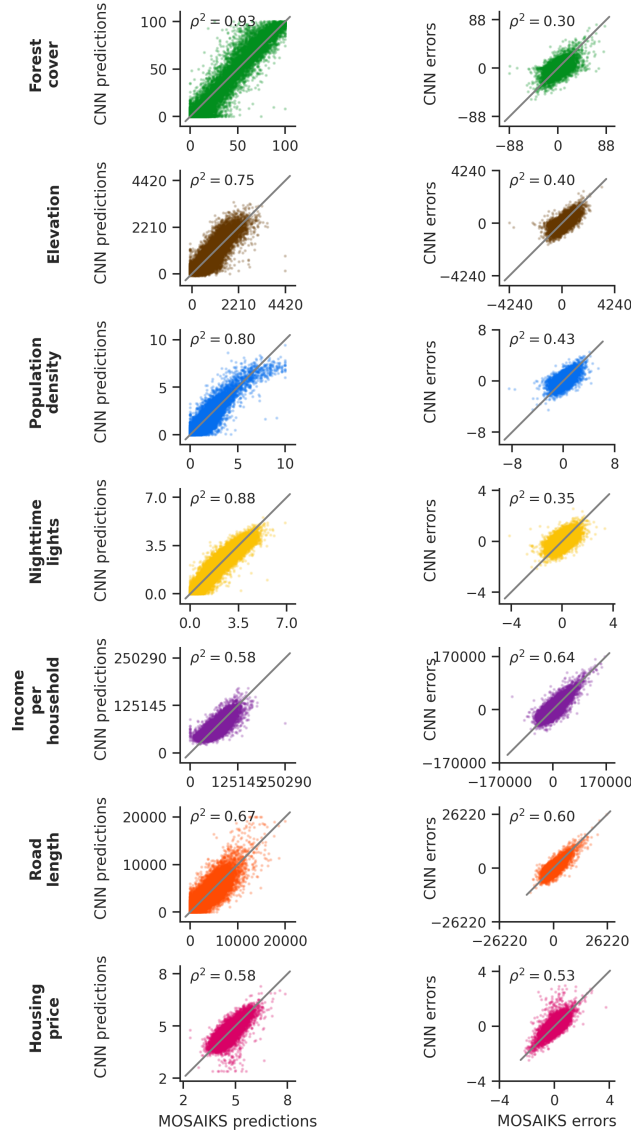 Forest
cover
CNN predictions
100
50
0
ρ² = 0.93
50
100
CNN errors
88
0
−88
ρ² = 0.30
−88
0
88
Elevation
CNN predictions
4420
2210
0
ρ² = 0.75
0
2210
4420
CNN errors
4240
0
−4240
ρ² = 0.40
−4240
0
4240
Population
density
CNN predictions
10
5
0
ρ² = 0.80
0
5
10
CNN errors
8
0
−8
ρ² = 0.43
−8
0
8
Nighttime
lights
CNN predictions
7.0
3.5
0.0
ρ² = 0.88
0.0
3.5
7.0
CNN errors
4
0
−4
ρ² = 0.35
−4
0
4
Income
per
household
CNN predictions
250290
125145
0
ρ² = 0.58
0
125145
250290
CNN errors
170000
0
−170000
ρ² = 0.64
−170000
0
170000
Road
length
CNN predictions
20000
10000
0
ρ² = 0.67
0
10000
20000
CNN errors
26220
0
−26220
ρ² = 0.60
−26220
0
26220
Housing
price
CNN predictions
8
5
2
ρ² = 0.58
2
5
8
MOSAIKS predictions
CNN errors
4
0
−4
ρ² = 0.53
−4
0
4
MOSAIKS errors